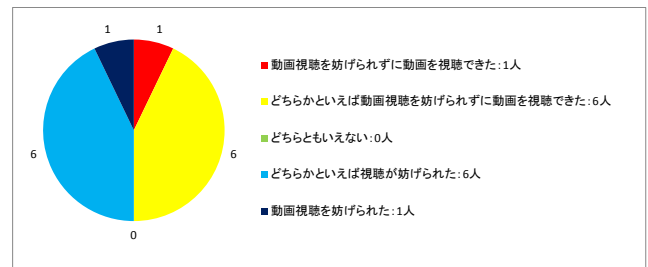 1 1
動画視聴を妨げられずに動画を視聴できた:1人
どちらかといえば動画視聴を妨げられずに動画を視聴できた:6人
どちらともいえない:0人
6 6
どちらかといえば視聴が妨げられた:6人
動画視聴を妨げられた:1人
0